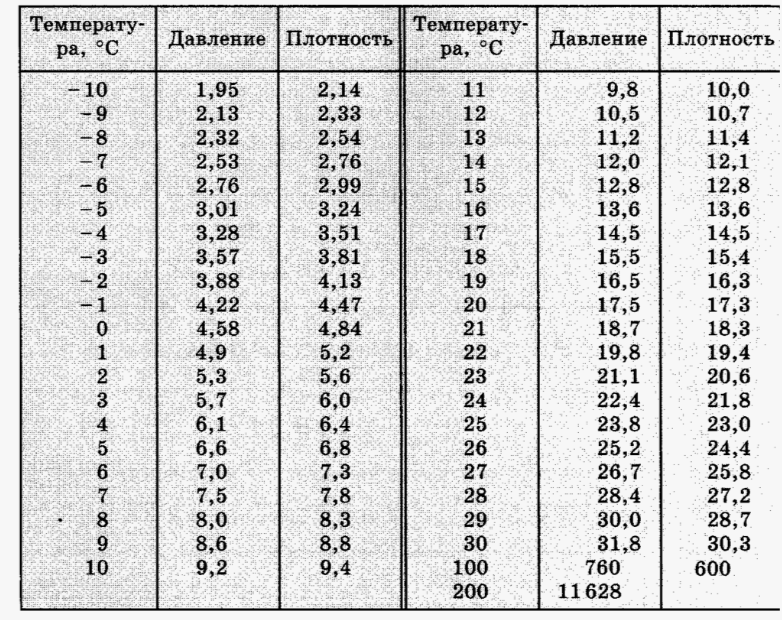 Температу- Давление Плотность Температу- Давление Плотность
ра, °C ра, °C
−10 1,95 2,14 11 9,8 10,0
−9 2,13 2,33 12 10,5 10,7
−8 2,32 2,54 13 11,2 11,4
−7 2,53 2,76 14 12,0 12,1
−6 2,76 2,99 15 12,8 12,8
−5 3,01 3,24 16 13,6 13,6
−4 3,28 3,51 17 14,5 14,5
−3 3,57 3,81 18 15,5 15,4
−2 3,88 4,13 19 16,5 16,3
−1 4,22 4,47 20 17,5 17,3
0 4,58 4,84 21 18,7 18,3
1 4,9 5,2 22 19,8 19,4
2 5,3 5,6 23 21,1 20,6
3 5,7 6,0 24 22,4 21,8
4 6,1 6,4 25 23,8 23,0
5 6,6 6,8 26 25,2 24,4
6 7,0 7,3 27 26,7 25,8
7 7,5 7,8 28 28,4 27,2
8 8,0 8,3 29 30,0 28,7
9 8,6 8,8 30 31,8 30,3
10 9,2 9,4 100 760 600
200 11628